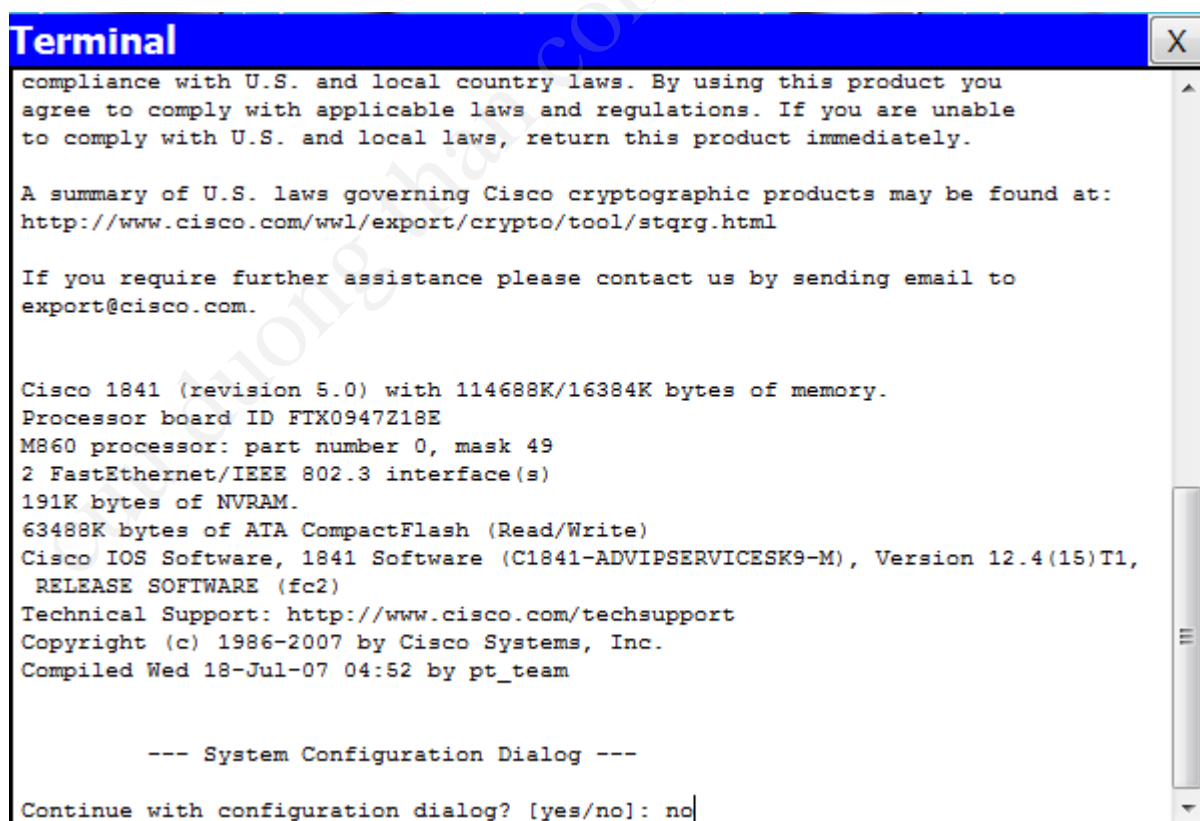 Terminal
X
compliance with U.S. and local country laws. By using this product you
agree to comply with applicable laws and regulations. If you are unable
to comply with U.S. and local laws, return this product immediately.
A summary of U.S. laws governing Cisco cryptographic products may be found at:
http://www.cisco.com/wwl/export/crypto/tool/stqrg.html
If you require further assistance please contact us by sending email to
export@cisco.com.
Cisco 1841 (revision 5.0) with 114688K/16384K bytes of memory.
Processor board ID FTX0947Z18E
M860 processor: part number 0, mask 49
2 FastEthernet/IEEE 802.3 interface(s)
191K bytes of NVRAM.
63488K bytes of ATA CompactFlash (Read/Write)
Cisco IOS Software, 1841 Software (C1841-ADVIPSERVICESK9-M), Version 12.4(15)T1,
RELEASE SOFTWARE (fc2)
Technical Support: http://www.cisco.com/techsupport
Copyright (c) 1986-2007 by Cisco Systems, Inc.
Compiled Wed 18-Jul-07 04:52 by pt_team
--- System Configuration Dialog ---
Continue with configuration dialog? [yes/no]: no
cuu duong than con